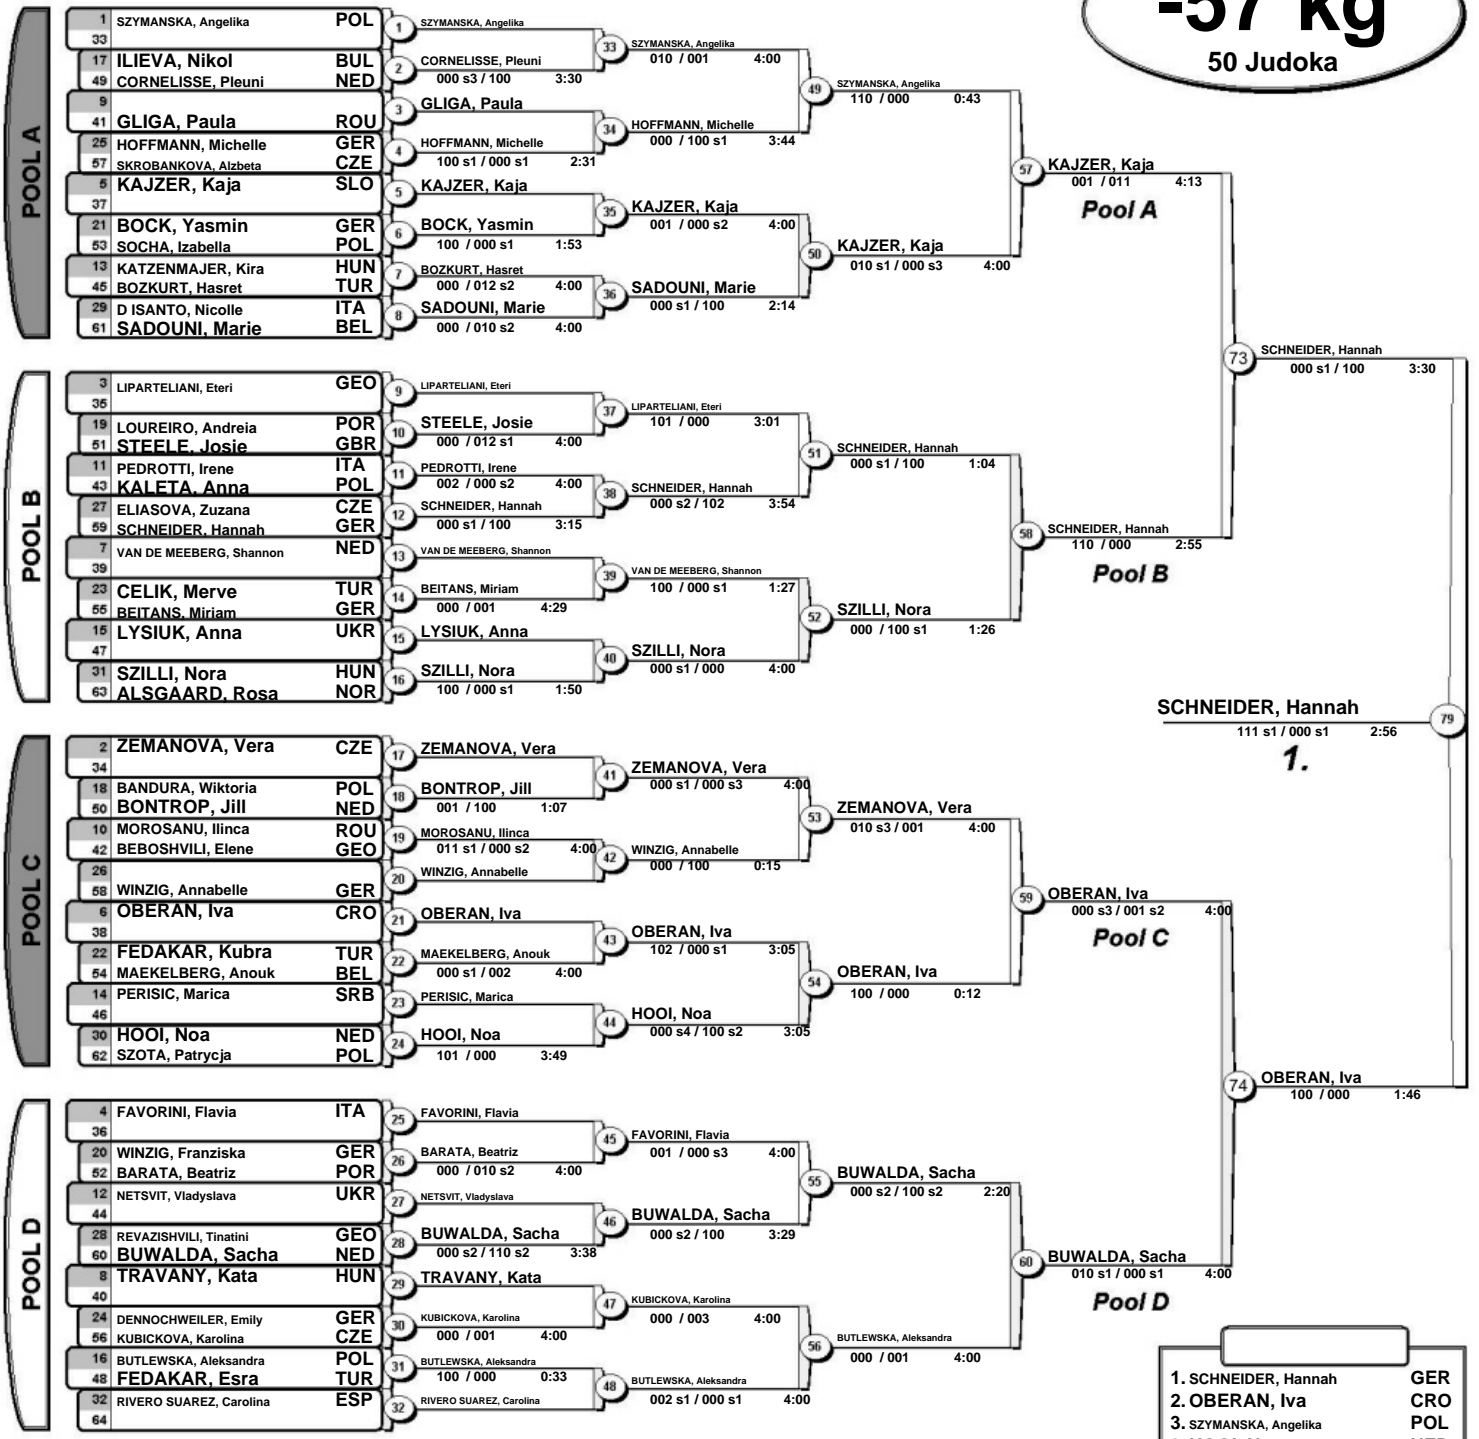 -57 kg
50 Judoka
POOL A
1 SZYMANSKA, Angelika POL
33
17 ILIEVA, Nikol BUL
49 CORNELISSE, Pleuni NED
9
41 GLIGA, Paula ROU
25 HOFFMANN, Michelle GER
57 SKROBANKOVA, Alzbeta CZE
5 KAJZER, Kaja SLO
37
21 BOCK, Yasmin GER
53 SOCHA, Izabella POL
13 KATZENMAJER, Kira HUN
45 BOZKURT, Hasret TUR
29 D ISANTO, Nicolle ITA
61 SADOUNI, Marie BEL
1 SZYMANSKA, Angelika
2 CORNELISSE, Pleuni
000 s3 / 100 3:30
3 GLIGA, Paula
4 HOFFMANN, Michelle
100 s1 / 000 s1 2:31
5 KAJZER, Kaja
6 BOCK, Yasmin
100 / 000 s1 1:53
7 BOZKURT, Hasret
000 / 012 s2 4:00
8 SADOUNI, Marie
000 / 010 s2 4:00
33 SZYMANSKA, Angelika
010 / 001 4:00
34 HOFFMANN, Michelle
000 / 100 s1 3:44
35 KAJZER, Kaja
001 / 000 s2 4:00
36 SADOUNI, Marie
000 s1 / 100 2:14
49 SZYMANSKA, Angelika
110 / 000 0:43
50 KAJZER, Kaja
010 s1 / 000 s3 4:00
57 KAJZER, Kaja
001 / 011 4:13
Pool A
POOL B
3 LIPARTELIANI, Eteri GEO
35
19 LOUREIRO, Andreia POR
51 STEELE, Josie GBR
11 PEDROTTI, Irene ITA
43 KALETA, Anna POL
27 ELIASOVA, Zuzana CZE
59 SCHNEIDER, Hannah GER
7 VAN DE MEEBERG, Shannon NED
39
23 CELIK, Merve TUR
55 BEITANS, Miriam GER
15 LYSIUK, Anna UKR
47
31 SZILLI, Nora HUN
63 ALSGAARD, Rosa NOR
9 LIPARTELIANI, Eteri
10 STEELE, Josie
000 / 012 s1 4:00
11 PEDROTTI, Irene
002 / 000 s2 4:00
12 SCHNEIDER, Hannah
000 s1 / 100 3:15
13 VAN DE MEEBERG, Shannon
14 BEITANS, Miriam
000 / 001 4:29
15 LYSIUK, Anna
16 SZILLI, Nora
100 / 000 s1 1:50
37 LIPARTELIANI, Eteri
101 / 000 3:01
38 SCHNEIDER, Hannah
000 s2 / 102 3:54
39 VAN DE MEEBERG, Shannon
100 / 000 s1 1:27
40 SZILLI, Nora
000 s1 / 000 4:00
51 SCHNEIDER, Hannah
000 s1 / 100 1:04
52 SZILLI, Nora
000 / 100 s1 1:26
58 SCHNEIDER, Hannah
110 / 000 2:55
Pool B
73 SCHNEIDER, Hannah
000 s1 / 100 3:30
SCHNEIDER, Hannah 79
111 s1 / 000 s1 2:56
1.
POOL C
2 ZEMANOVA, Vera CZE
34
18 BANDURA, Wiktoria POL
50 BONTROP, Jill NED
10 MOROSANU, Ilinca ROU
42 BEBOSHVILI, Elene GEO
26
58 WINZIG, Annabelle GER
6 OBERAN, Iva CRO
38
22 FEDAKAR, Kubra TUR
54 MAEKELBERG, Anouk BEL
14 PERISIC, Marica SRB
46
30 HOOI, Noa NED
62 SZOTA, Patrycja POL
17 ZEMANOVA, Vera
18 BONTROP, Jill
001 / 100 1:07
19 MOROSANU, Ilinca
011 s1 / 000 s2 4:00
20 WINZIG, Annabelle
21 OBERAN, Iva
22 MAEKELBERG, Anouk
000 s1 / 002 4:00
23 PERISIC, Marica
24 HOOI, Noa
101 / 000 3:49
41 ZEMANOVA, Vera
000 s1 / 000 s3 4:00
42 WINZIG, Annabelle
000 / 100 0:15
43 OBERAN, Iva
102 / 000 s1 3:05
44 HOOI, Noa
000 s4 / 100 s2 3:05
53 ZEMANOVA, Vera
010 s3 / 001 4:00
54 OBERAN, Iva
100 / 000 0:12
59 OBERAN, Iva
000 s3 / 001 s2 4:00
Pool C
74 OBERAN, Iva
100 / 000 1:46
POOL D
4 FAVORINI, Flavia ITA
36
20 WINZIG, Franziska GER
52 BARATA, Beatriz POR
12 NETSVIT, Vladyslava UKR
44
28 REVAZISHVILI, Tinatini GEO
60 BUWALDA, Sacha NED
8 TRAVANY, Kata HUN
40
24 DENNOCHWEILER, Emily GER
56 KUBICKOVA, Karolina CZE
16 BUTLEWSKA, Aleksandra POL
48 FEDAKAR, Esra TUR
32 RIVERO SUAREZ, Carolina ESP
64
25 FAVORINI, Flavia
26 BARATA, Beatriz
000 / 010 s2 4:00
27 NETSVIT, Vladyslava
28 BUWALDA, Sacha
000 s2 / 110 s2 3:38
29 TRAVANY, Kata
30 KUBICKOVA, Karolina
000 / 001 4:00
31 BUTLEWSKA, Aleksandra
100 / 000 0:33
32 RIVERO SUAREZ, Carolina
45 FAVORINI, Flavia
001 / 000 s3 4:00
46 BUWALDA, Sacha
000 s2 / 100 3:29
47 KUBICKOVA, Karolina
000 / 003 4:00
48 BUTLEWSKA, Aleksandra
002 s1 / 000 s1 4:00
55 BUWALDA, Sacha
000 s2 / 100 s2 2:20
56 BUTLEWSKA, Aleksandra
000 / 001 4:00
60 BUWALDA, Sacha
010 s1 / 000 s1 4:00
Pool D
1. SCHNEIDER, Hannah GER
2. OBERAN, Iva CRO
3. SZYMANSKA, Angelika POL